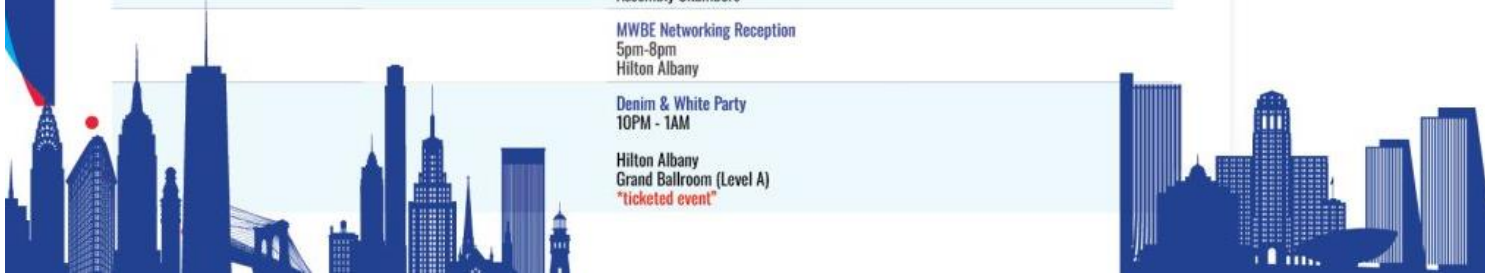 MWBE Networking Reception
5pm-8pm
Hilton Albany
Denim & White Party
10PM - 1AM
Hilton Albany
Grand Ballroom (Level A)
*ticketed event"